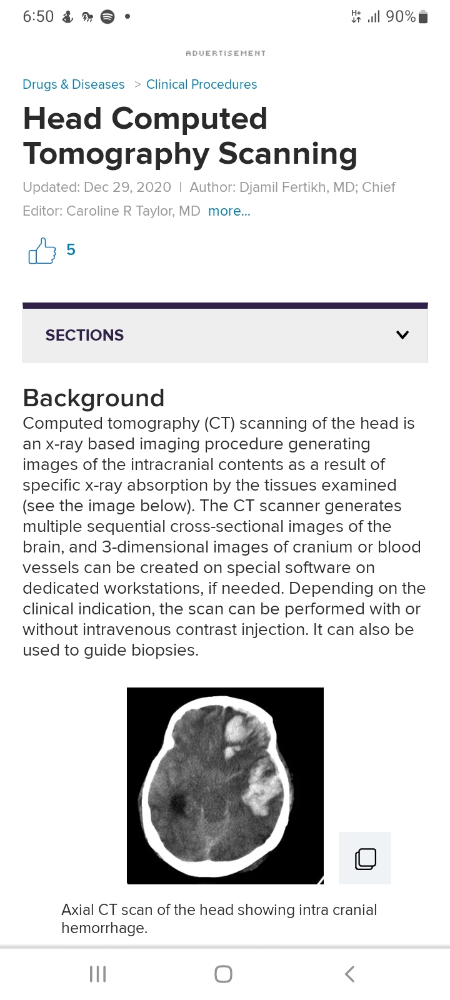 6:50
90%
ADVERTISEMENT
Drugs & Diseases > Clinical Procedures
Head Computed
Tomography Scanning
Updated: Dec 29, 2020 | Author: Djamil Fertikh, MD; Chief
Editor: Caroline R Taylor, MD more...
5
SECTIONS
Background
Computed tomography (CT) scanning of the head is
an x-ray based imaging procedure generating
images of the intracranial contents as a result of
specific x-ray absorption by the tissues examined
(see the image below). The CT scanner generates
multiple sequential cross-sectional images of the
brain, and 3-dimensional images of cranium or blood
vessels can be created on special software on
dedicated workstations, if needed. Depending on the
clinical indication, the scan can be performed with or
without intravenous contrast injection. It can also be
used to guide biopsies.
Axial CT scan of the head showing intra cranial
hemorrhage.